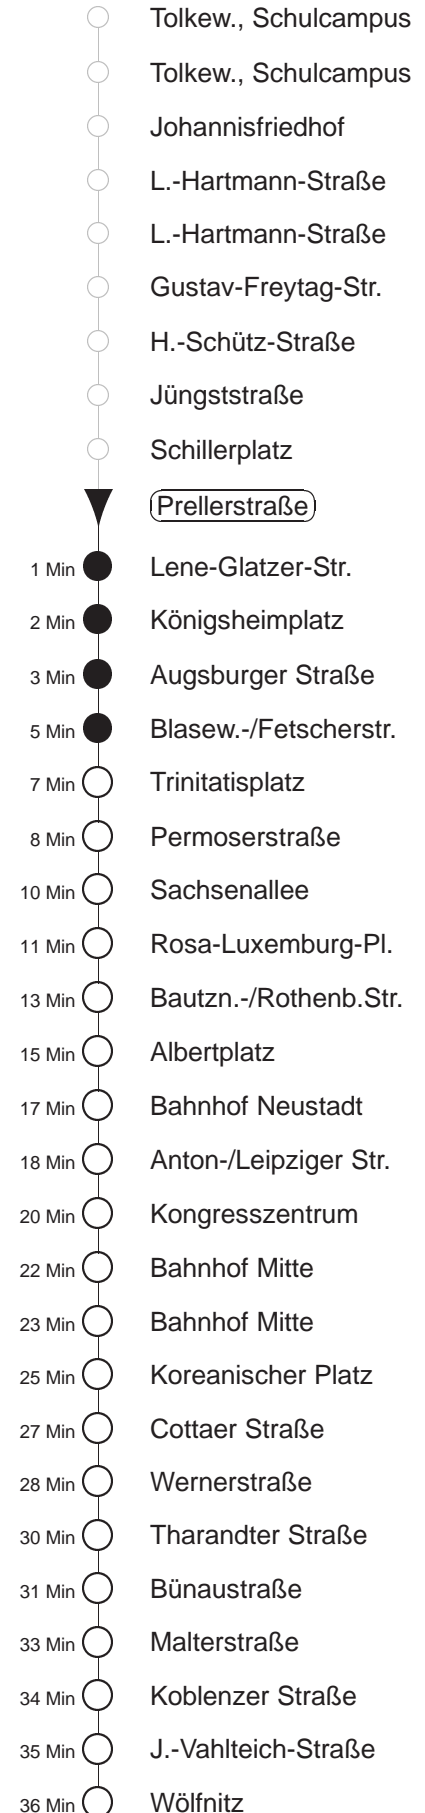 Tolkew., Schulcampus
Tolkew., Schulcampus
Johannisfriedhof
L.-Hartmann-Straße
L.-Hartmann-Straße
Gustav-Freytag-Str.
H.-Schütz-Straße
Jüngststraße
Schillerplatz
Prellerstraße
1 Min Lene-Glatzer-Str.
2 Min Königsheimplatz
3 Min Augsburger Straße
5 Min Blasew.-/Fetscherstr.
7 Min Trinitatisplatz
8 Min Permoserstraße
10 Min Sachsenallee
11 Min Rosa-Luxemburg-Pl.
13 Min Bautzn.-/Rothenb.Str.
15 Min Albertplatz
17 Min Bahnhof Neustadt
18 Min Anton-/Leipziger Str.
20 Min Kongresszentrum
22 Min Bahnhof Mitte
23 Min Bahnhof Mitte
25 Min Koreanischer Platz
27 Min Cottaer Straße
28 Min Wernerstraße
30 Min Tharandter Straße
31 Min Bünaustraße
33 Min Malterstraße
34 Min Koblenzer Straße
35 Min J.-Vahlteich-Straße
36 Min Wölfnitz